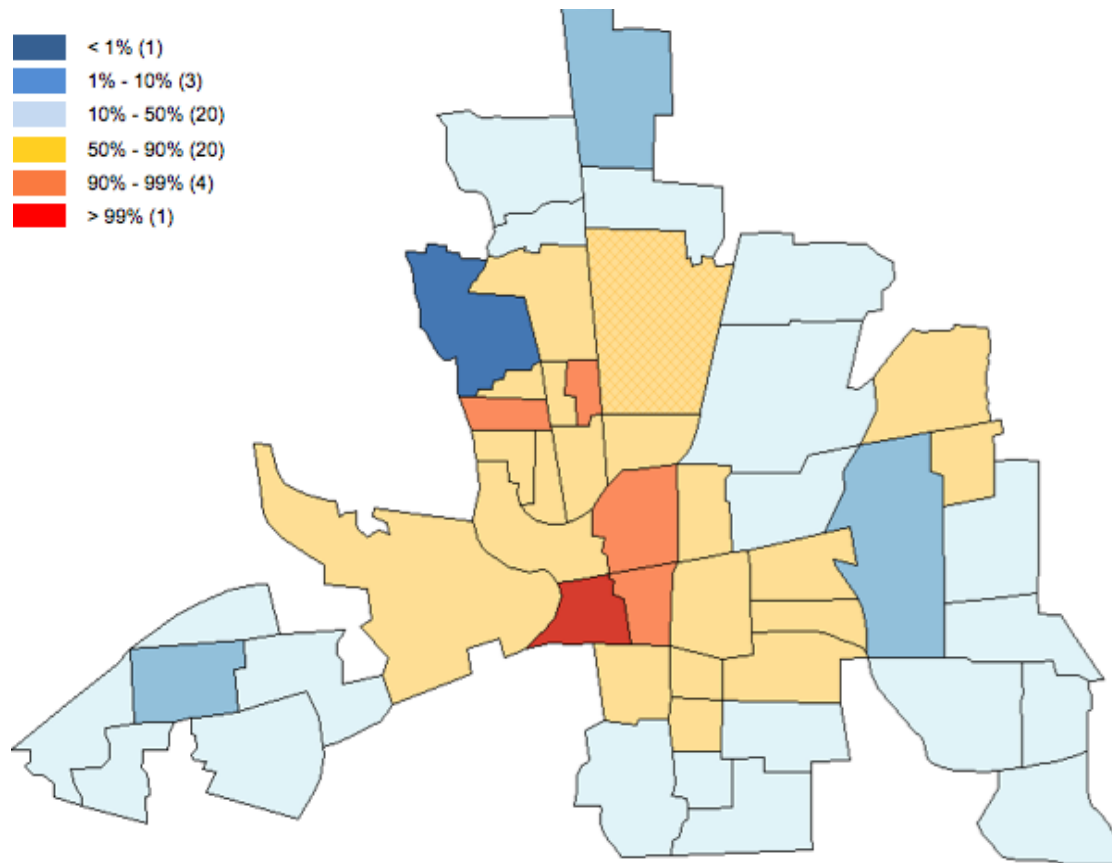 < 1% (1)
1% - 10% (3)
10% - 50% (20)
50% - 90% (20)
90% - 99% (4)
> 99% (1)